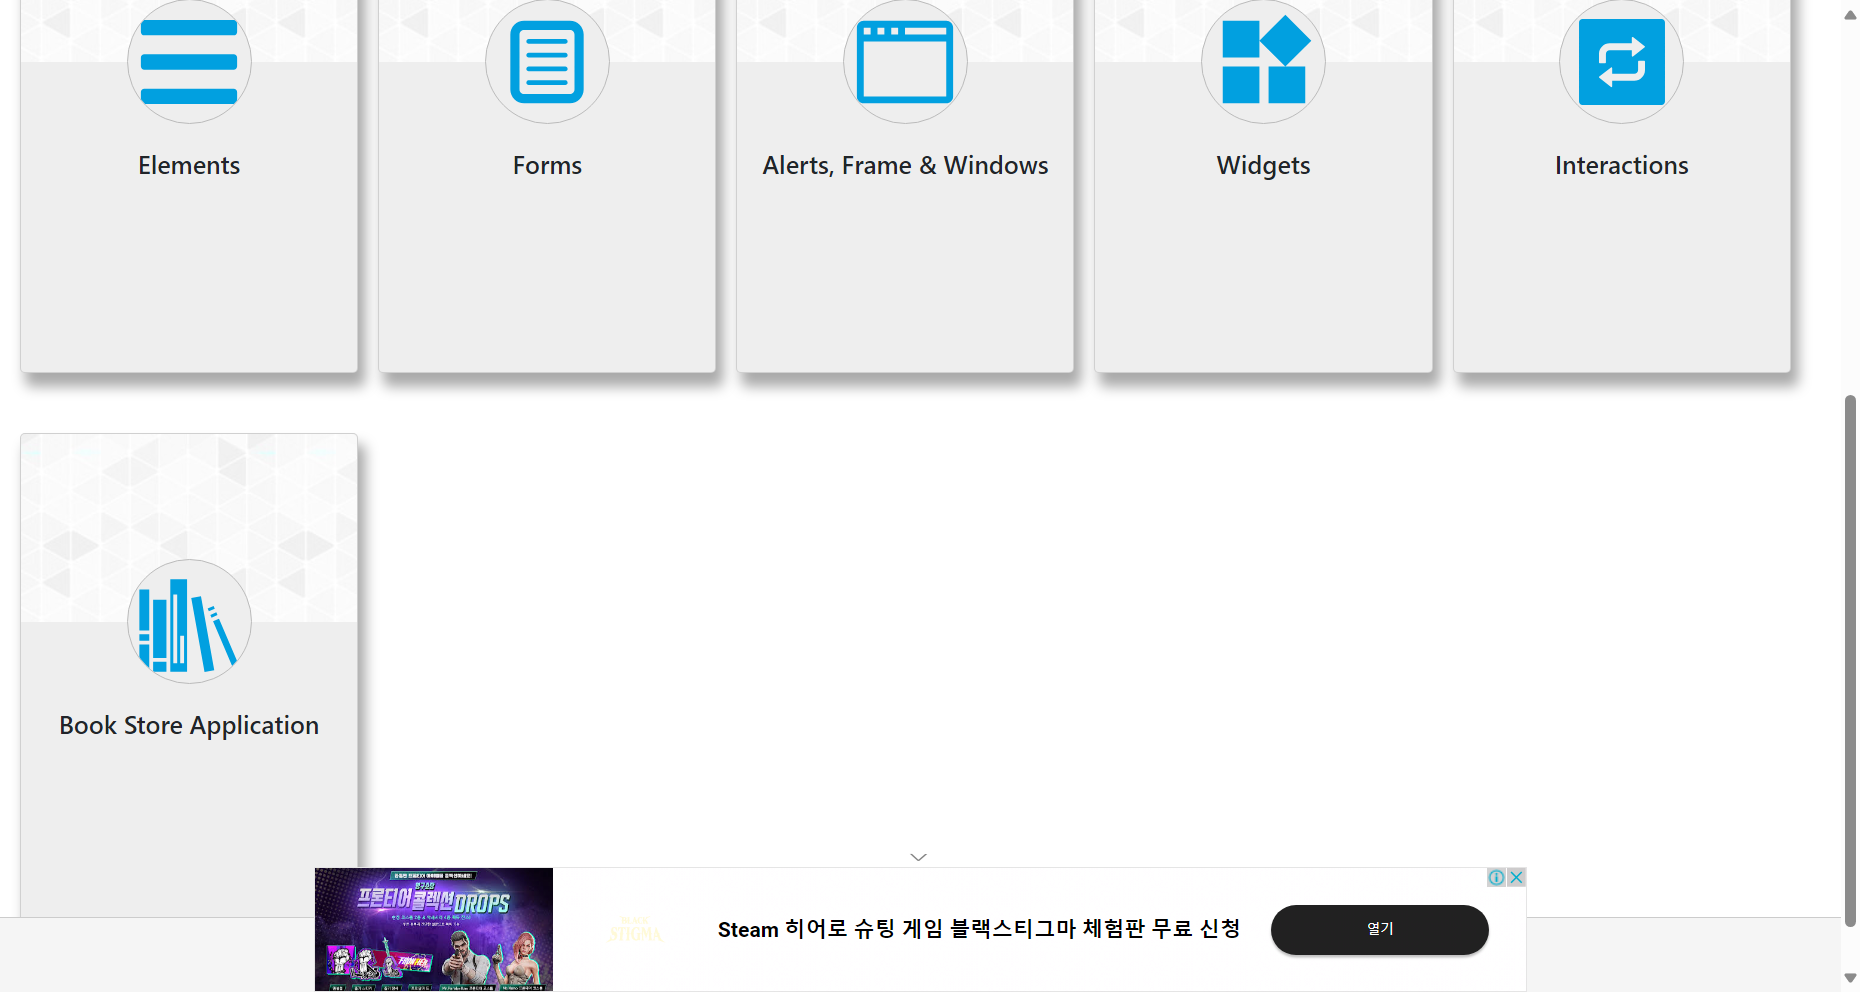 Elements
Forms
Alerts, Frame & Windows
Widgets
Interactions
Book Store Application
프론티어 콜렉션 DROPS
BLACK
STIGMA
Steam 히어로 슈팅 게임 블랙스티그마 체험판 무료 신청
열기